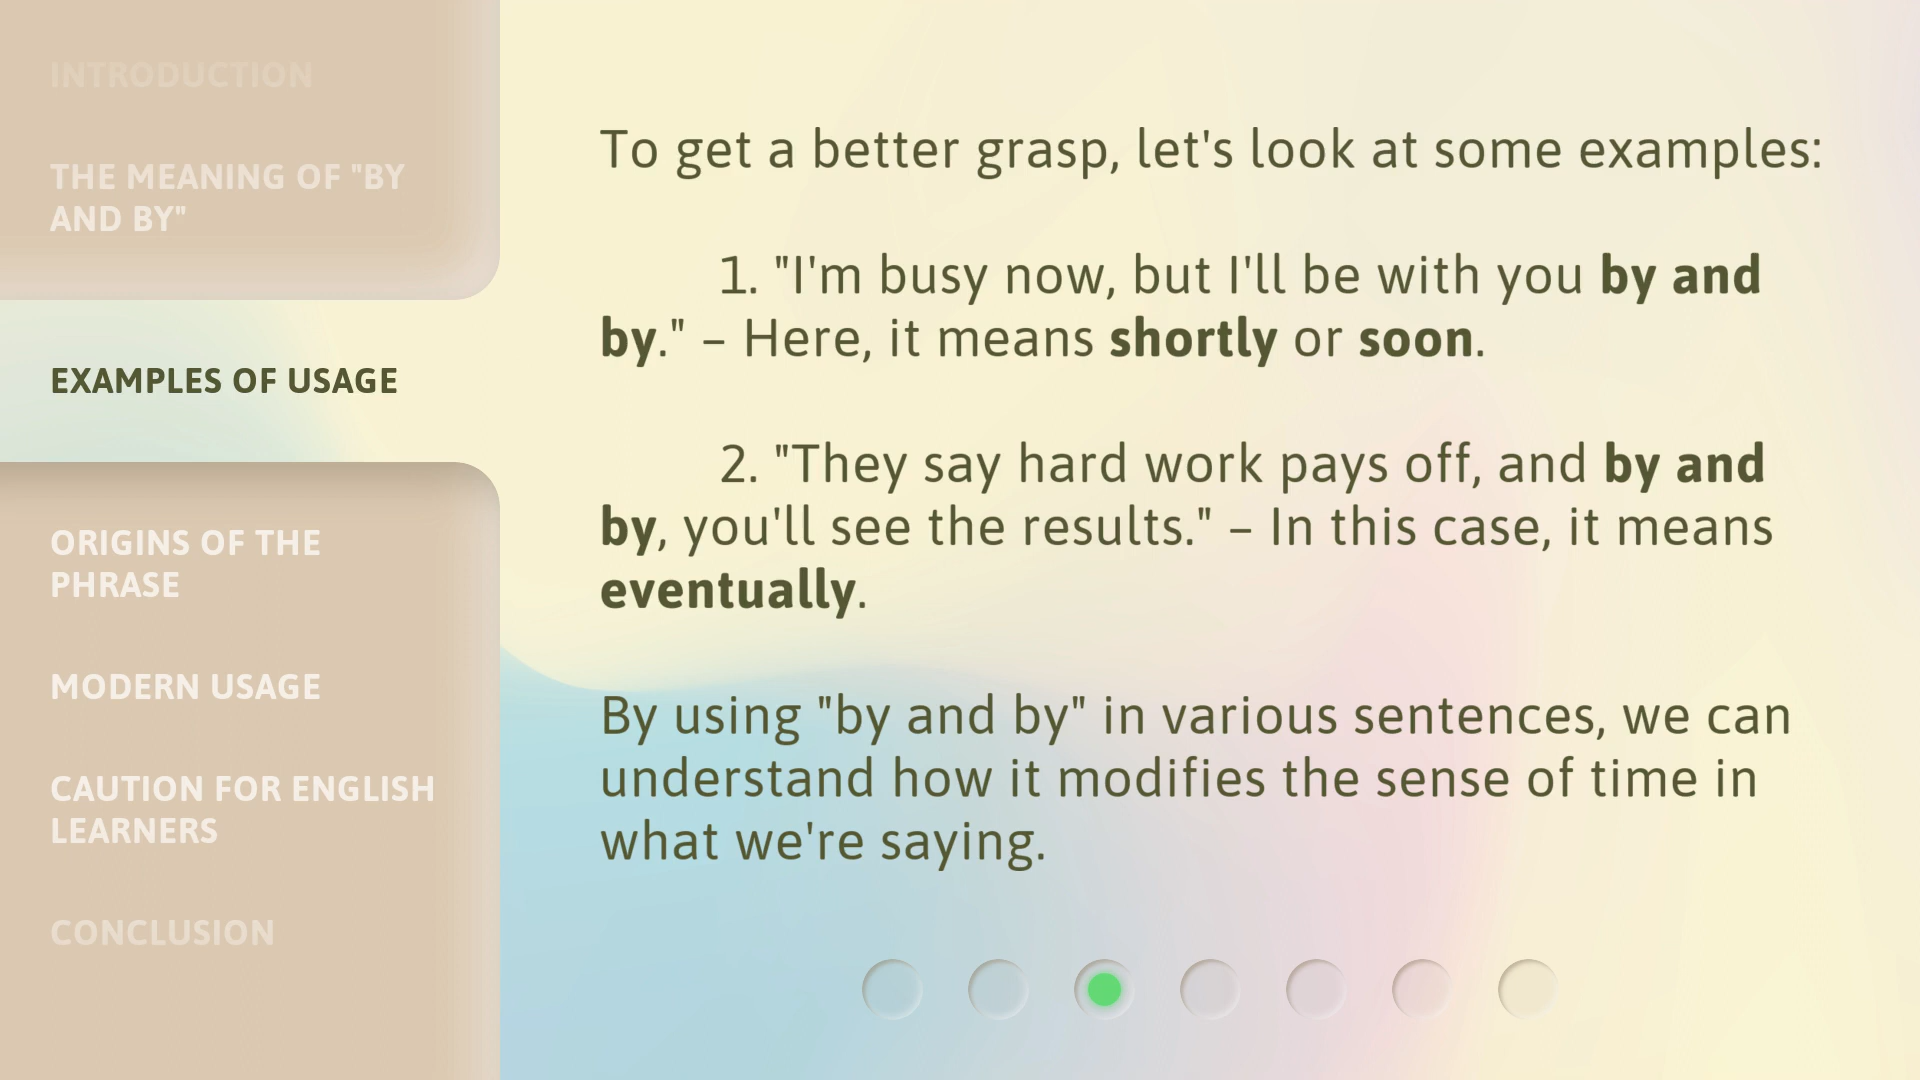 INTRODUCTION
THE MEANING OF "BY
AND BY"
EXAMPLES OF USAGE
ORIGINS OF THE
PHRASE
MODERN USAGE
CAUTION FOR ENGLISH
LEARNERS
CONCLUSION
To get a better grasp, let's look at some examples:
1. "I'm busy now, but I'll be with you by and
by." – Here, it means shortly or soon.
2. "They say hard work pays off, and by and
by, you'll see the results." – In this case, it means
eventually.
By using "by and by" in various sentences, we can
understand how it modifies the sense of time in
what we're saying.